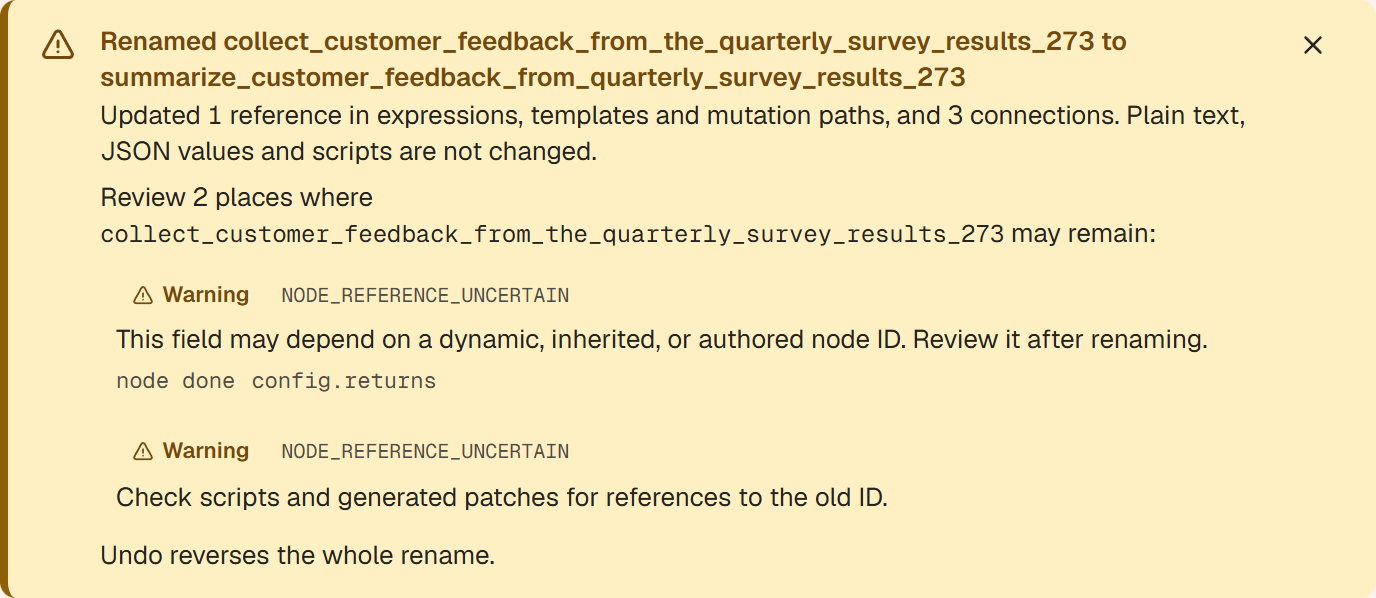 Renamed collect_customer_feedback_from_the_quarterly_survey_results_273 to
summarize_customer_feedback_from_quarterly_survey_results_273
Updated 1 reference in expressions, templates and mutation paths, and 3 connections. Plain text,
JSON values and scripts are not changed.
Review 2 places where
collect_customer_feedback_from_the_quarterly_survey_results_273 may remain:
Warning NODE_REFERENCE_UNCERTAIN
This field may depend on a dynamic, inherited, or authored node ID. Review it after renaming.
node done config.returns
Warning NODE_REFERENCE_UNCERTAIN
Check scripts and generated patches for references to the old ID.
Undo reverses the whole rename.